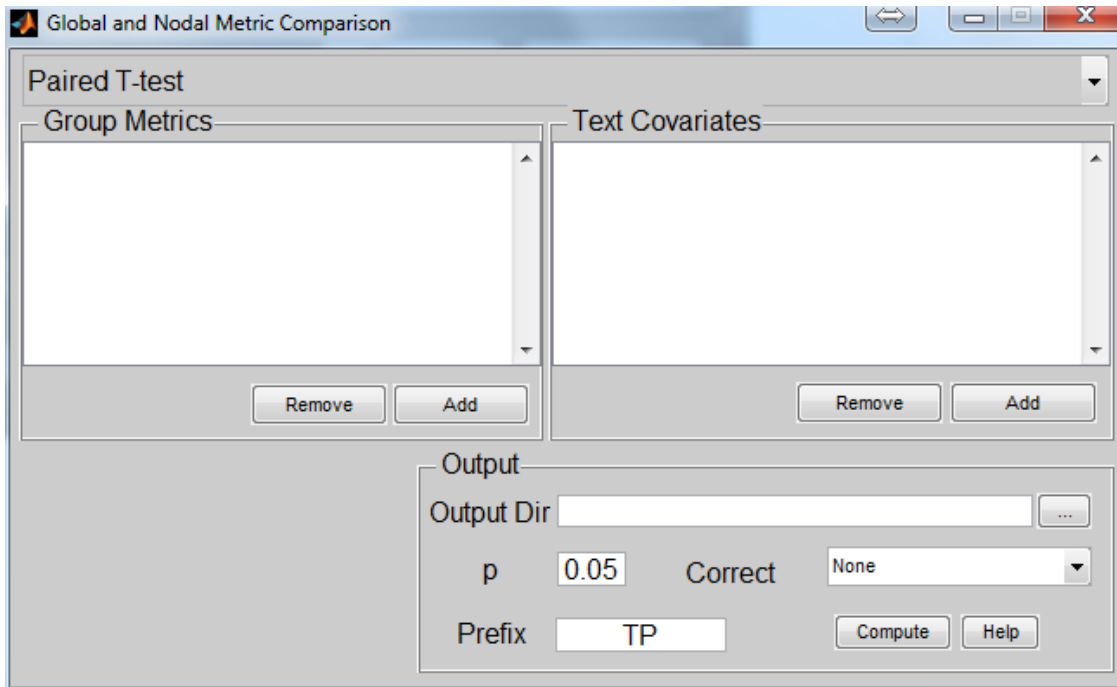 Global and Nodal Metric Comparison
Paired T-test
Group Metrics
Text Covariates
Remove
Add
Remove
Add
Output
Output Dir
...
p
0.05
Correct
None
Prefix
TP
Compute
Help